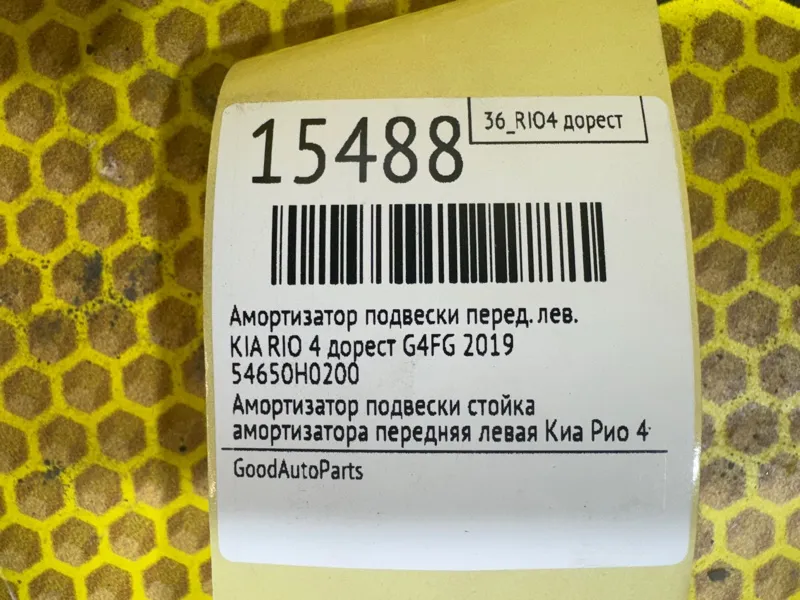 15488
36_RIO4 дорест
Амортизатор подвески перед. лев.
KIA RIO 4 дорест G4FG 2019
54650H0200
Амортизатор подвески стойка
амортизатора передняя левая Киа Рио 4
GoodAutoParts